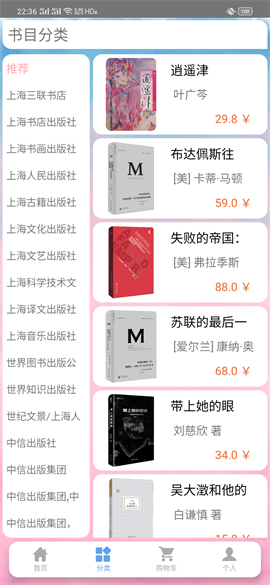 22:36
HD
100
书目分类
推荐
上海三联书店
上海书店出版社
上海书画出版社
上海人民出版社
上海古籍出版社
上海文化出版社
上海文艺出版社
上海科学技术文
上海译文出版社
上海音乐出版社
世界图书出版公
世界知识出版社
世纪文景/上海人
中信出版社
中信出版集团
中信出版集团,中
中信出版集团，
逍遥津
叶广芩
29.8 ￥
布达佩斯往
[美] 卡蒂·马顿
59.0 ￥
M
失败的帝国：
[美] 弗拉季斯
88.0 ￥
苏联的最后一
[爱尔兰] 康纳·奥
68.0 ￥
M
带上她的眼
刘慈欣 著
34.0 ￥
带上她的眼睛
吴大澂和他的
白谦慎 著
首页
分类
购物车
个人